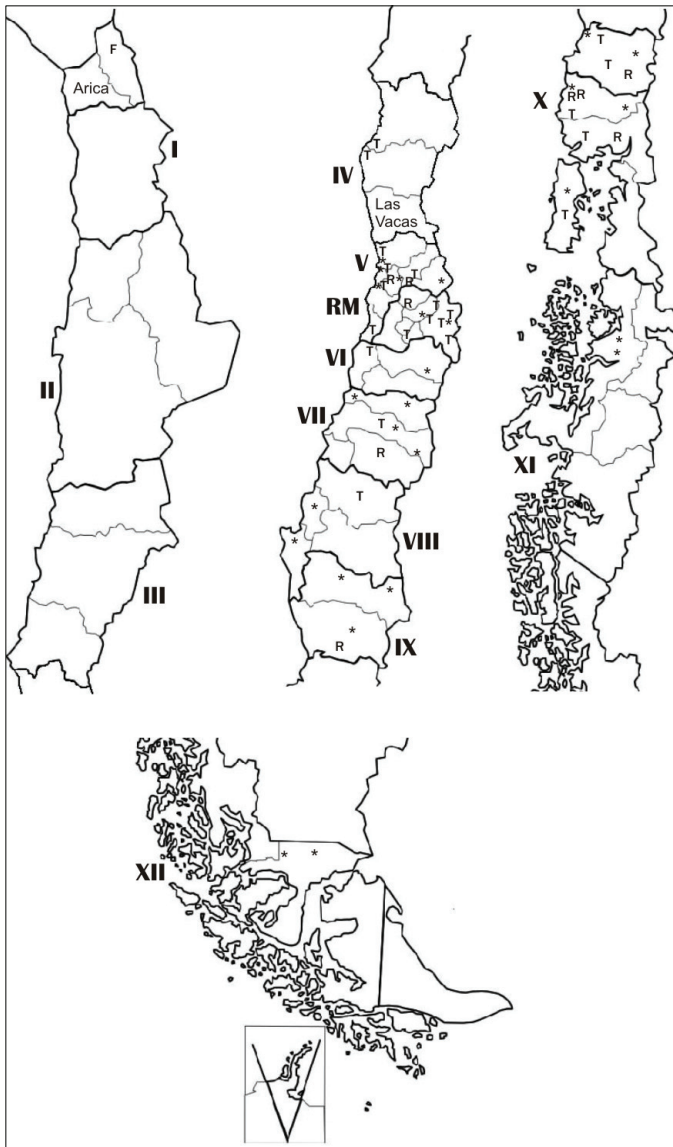 F
Arica
I
II
III
T
T
IV
Las
Vacas
T
*
V
* T
T
R * R *
* T
RM
R T
* T T * T
T T T
T
VI
*
* *
VII
T *
R *
T
*
*
VIII
*
*
*
R
IX
* T
*
T
R
*
X
R R
*
T
T R
*
T
*
*
XI
XII
* *